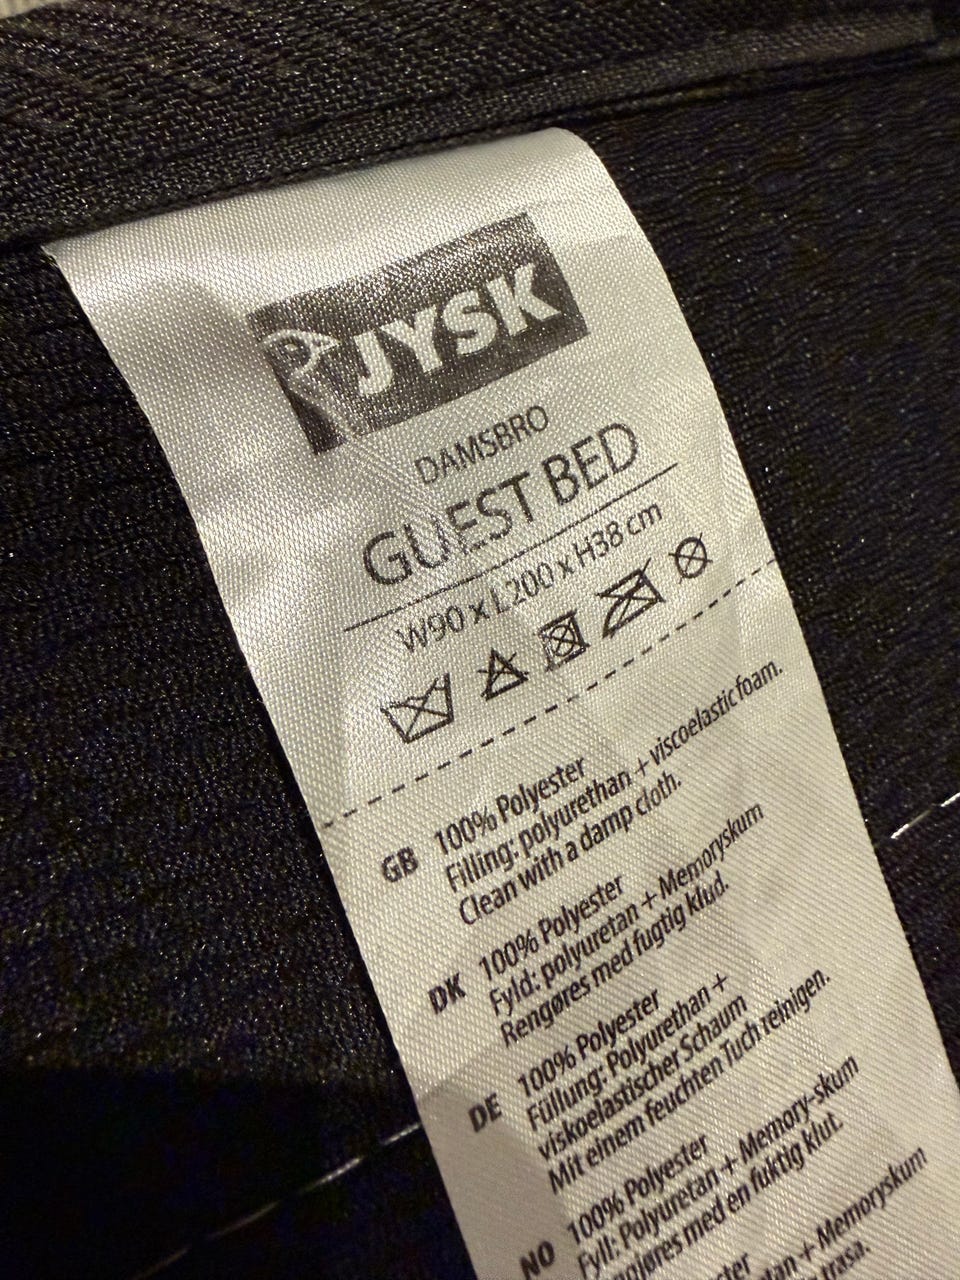 JYSK
DAMSBRO
GUEST BED
W90 x L200 x H38 cm
GB 100% Polyester
Filling: polyurethan + viscoelastic foam.
Clean with a damp cloth.
DK 100% Polyester
Fyld: polyuretan + Memoryskum
Rengøres med fugtig klud.
DE 100% Polyester
Füllung: Polyurethan +
viskoelastischer Schaum
Mit einem feuchten Tuch reinigen.
NO 100% Polyester
Fyll: Polyuretan + Memory-skum
med en fuktig klut.
+ Memoryskum